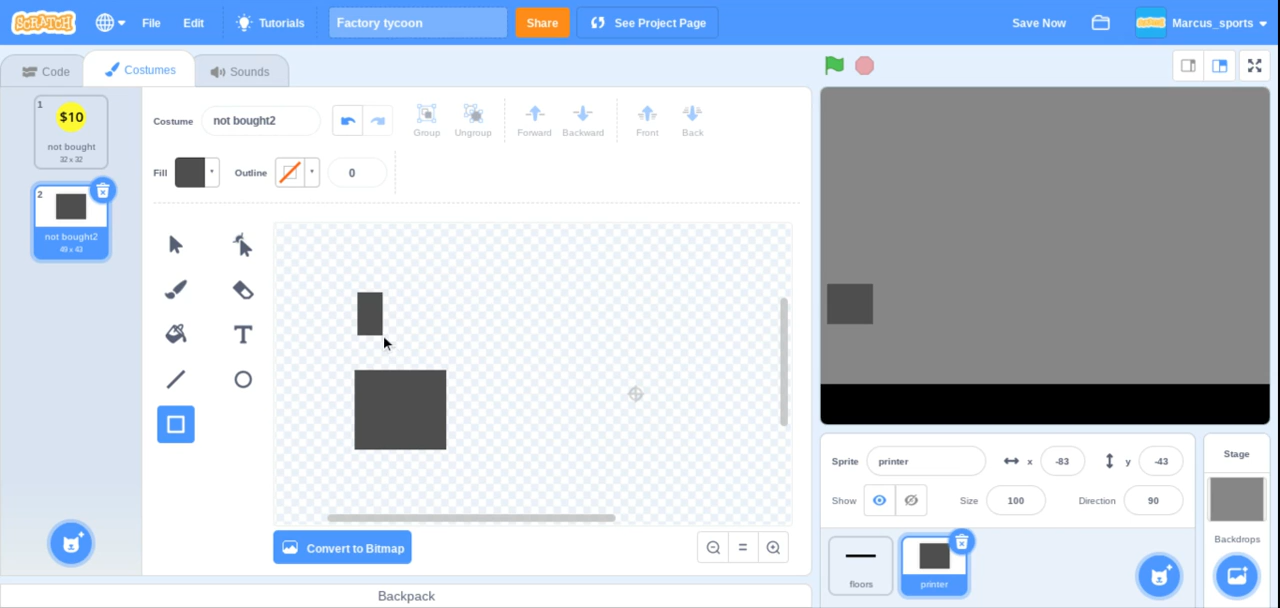 SCRATCH File Edit Tutorials Factory tycoon Share See Project Page Save Now Marcus_sports
Code Costumes Sounds
1
$10
not bought
32 x 32
2
not bought2
49 x 43
Costume not bought2 Group Ungroup Forward Backward Front Back
Fill Outline 0
Convert to Bitmap
Backpack
Sprite printer x -83 y -43
Show Size 100 Direction 90
floors printer
Stage
Backdrops